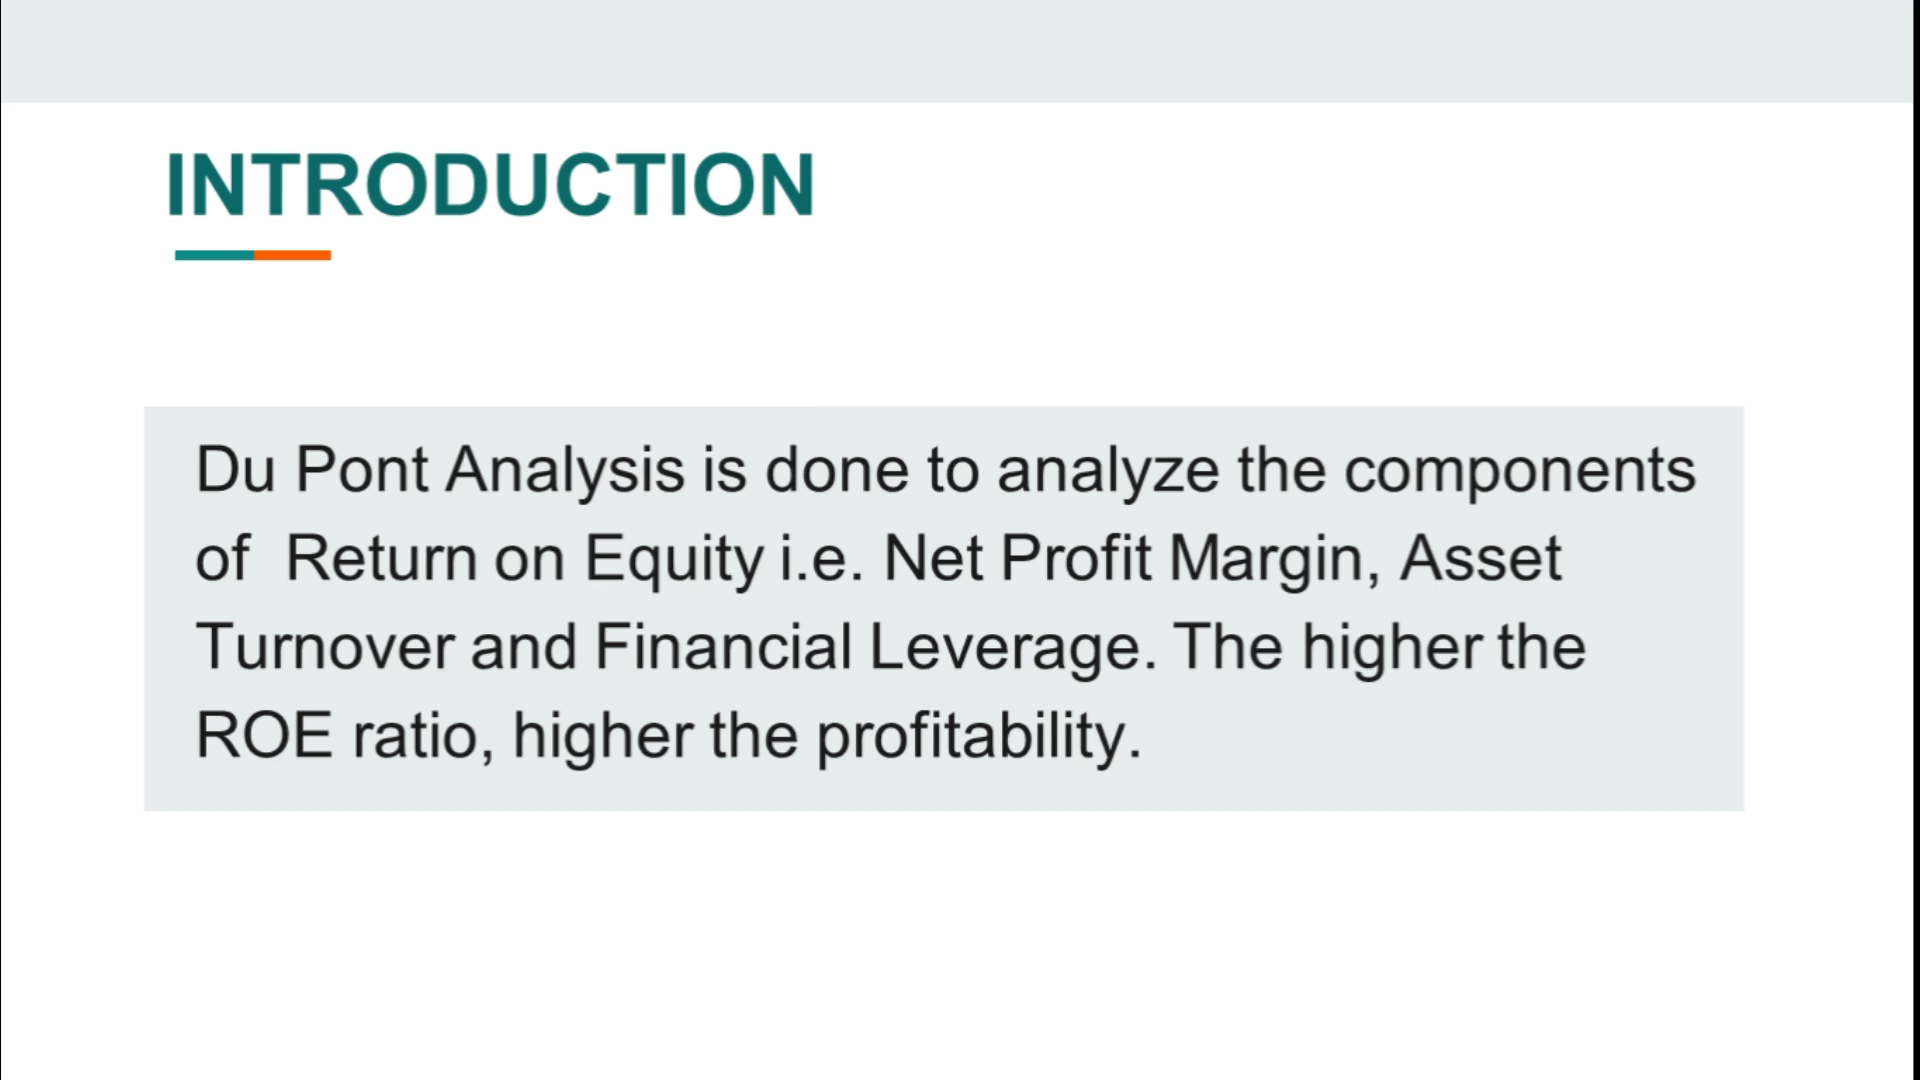 INTRODUCTION
Du Pont Analysis is done to analyze the components
of Return on Equity i.e. Net Profit Margin, Asset
Turnover and Financial Leverage. The higher the
ROE ratio, higher the profitability.